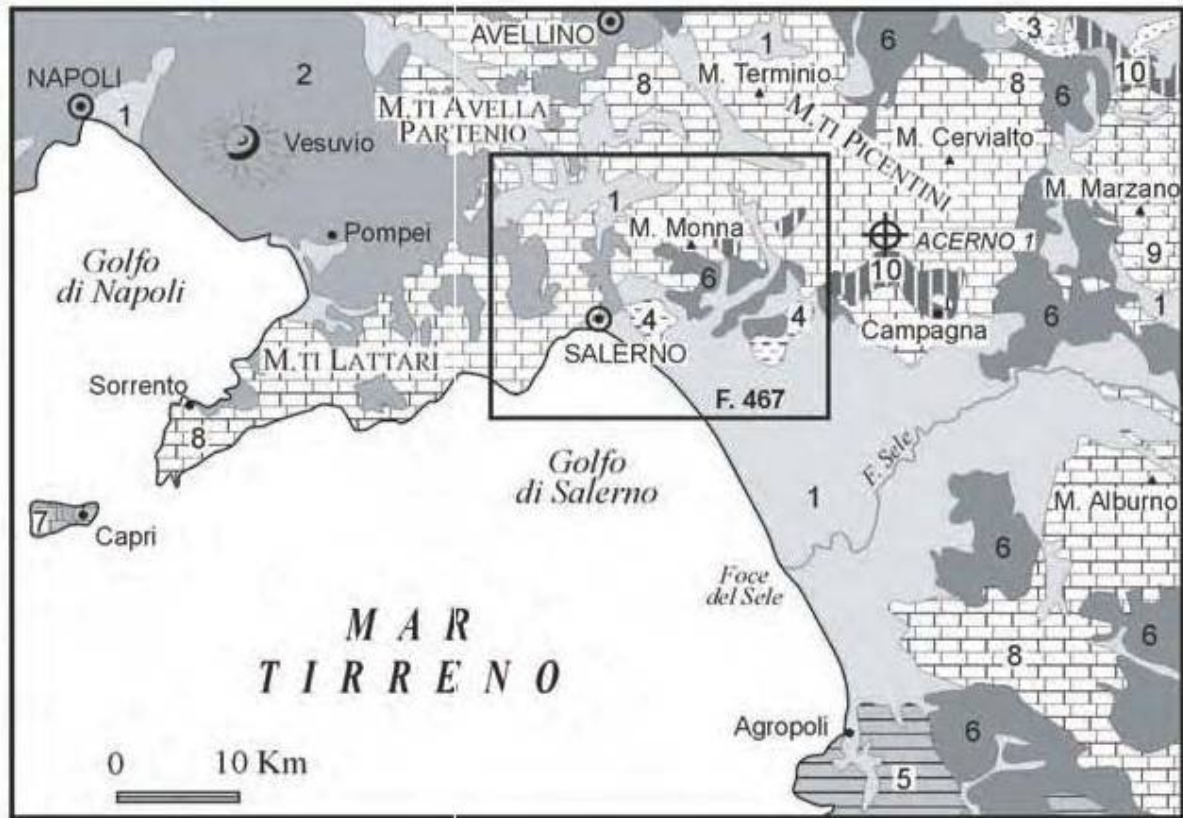 AVELLINO
6
3
NAPOLI
2
1
M. Terminio
10
1
8
8
6
Vesuvio
M.TI AVELLA
PARTENIO
M.TI PICENTINI
M. Cervialto
M. Marzano
1
Pompei
M. Monna
ACERNO 1
9
Golfo
di Napoli
6
10
1
4
4
6
Campagna
SALERNO
M.TI LATTARI
Sorrento
F. 467
8
Golfo
di Salerno
F. Sele
1
M. Alburno
7
Capri
6
Foce
del Sele
MAR
TIRRENO
6
8
Agropoli
6
0 10 Km
5